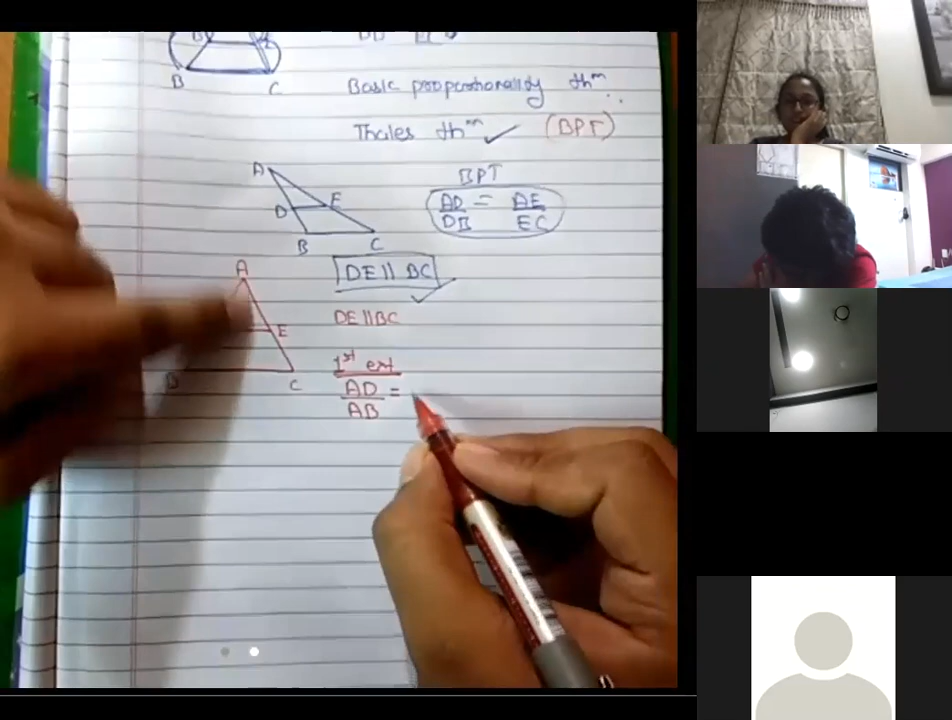 B C
Basic proportionality thm..
Thales thm ✓ (BPT)
A
D E
B C
BPT
AD = AE
DB EC
DE || BC
A
E
C
DE || BC
1st ext
AD =
AB